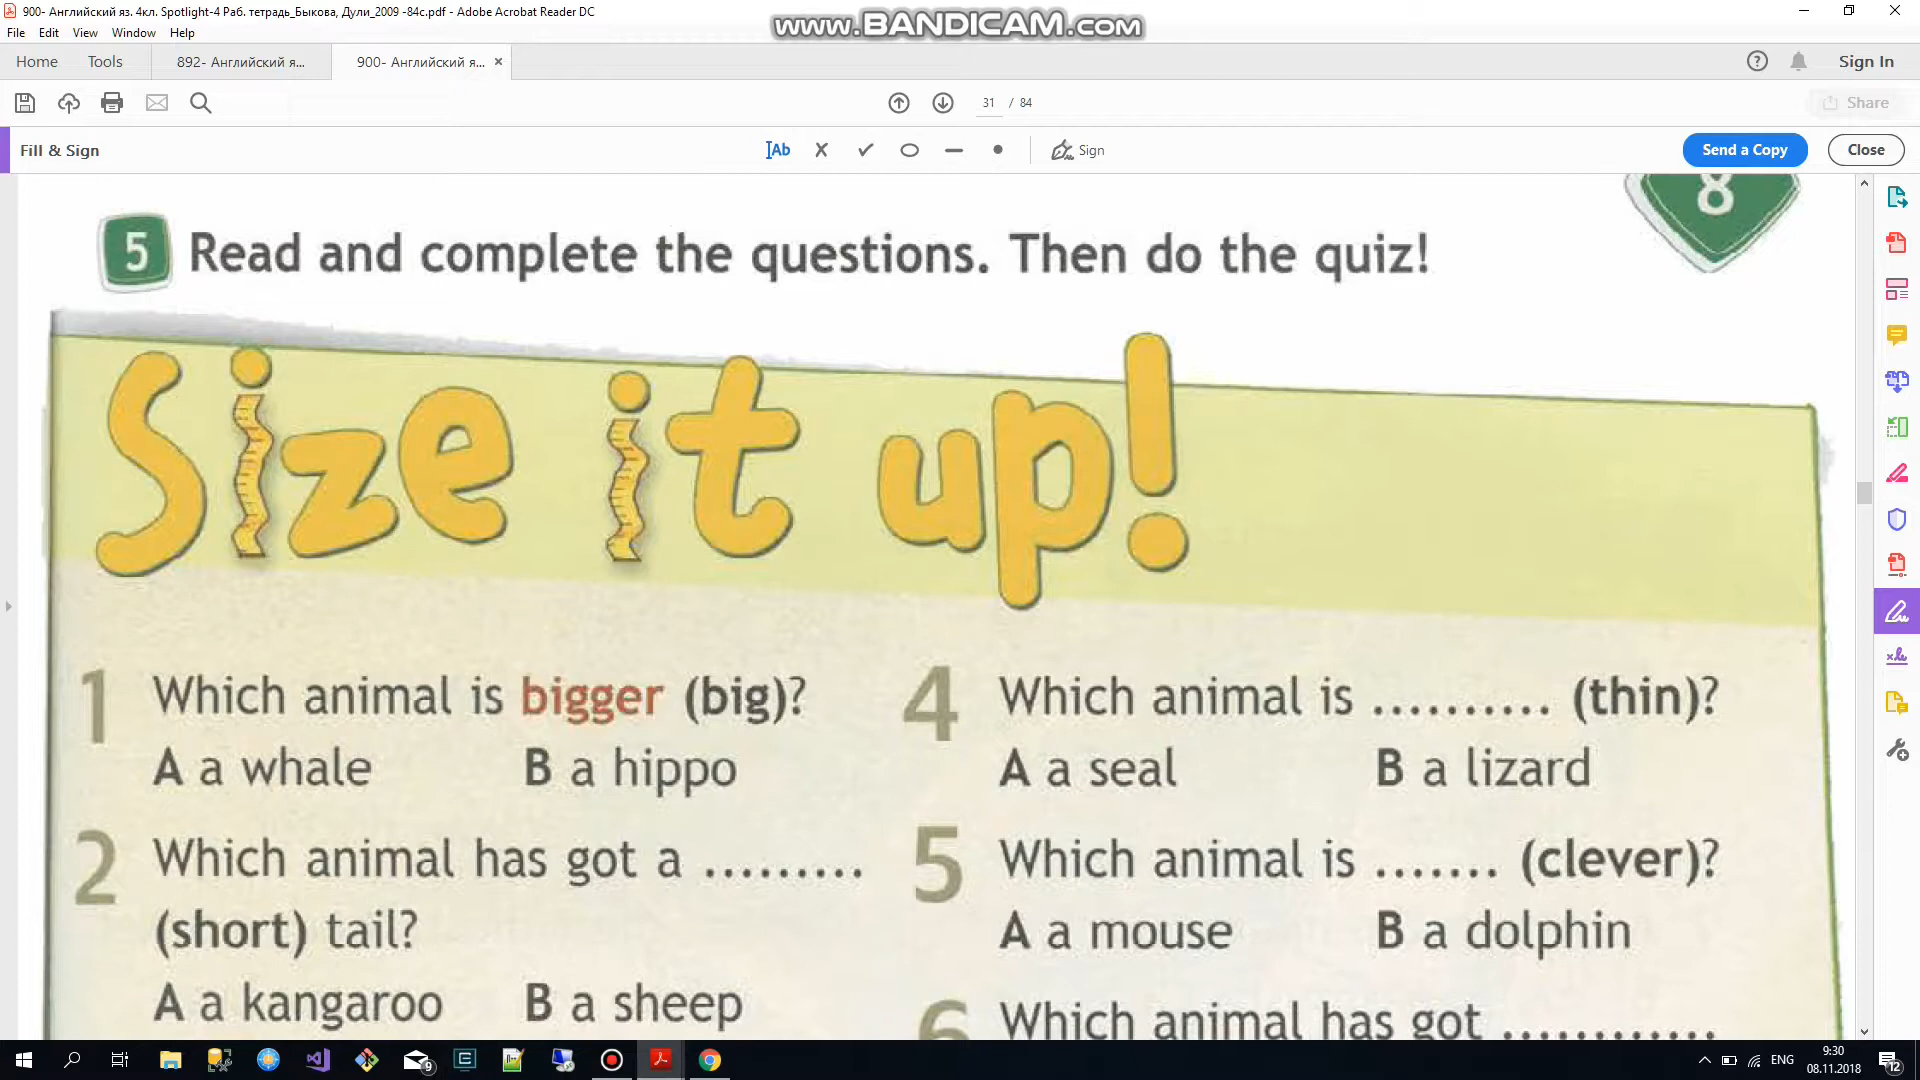 900- Английский яз. 4кл. Spotlight-4 Раб. тетрадь_Быкова, Дули_2009 -84с.pdf - Adobe Acrobat Reader DC
www.BANDICAM.com
File Edit View Window Help
Home Tools 892- Английский я... 900- Английский я... Sign In
31 / 84
Share
Fill & Sign
Ab
Sign
Send a Copy
Close
8
5 Read and complete the questions. Then do the quiz!
Size it up!
1 Which animal is bigger (big)?
A a whale B a hippo
2 Which animal has got a .........
(short) tail?
A a kangaroo B a sheep
4 Which animal is .......... (thin)?
A a seal B a lizard
5 Which animal is ....... (clever)?
A a mouse B a dolphin
6 Which animal has got ............
9
ENG
9:30
08.11.2018
12